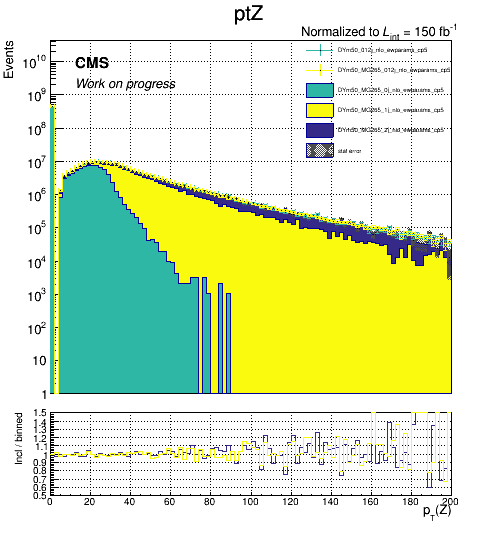 ptZ
Normalized to L_int = 150 fb^-1
Events
CMS
Work on progress
DYm50_012j_nlo_ewparams_cp5
DYm50_MG265_012j_nlo_ewparams_cp5
DYm50_MG265_0j_nlo_ewparams_cp5
DYm50_MG265_1j_nlo_ewparams_cp5
DYm50_MG265_2j_nlo_ewparams_cp5
stat error
10^10
10^9
10^8
10^7
10^6
10^5
10^4
10^3
10^2
10
1
Incl / binned
1.5
1.4
1.3
1.2
1.1
1.0
0.9
0.8
0.7
0.6
0.5
0 20 40 60 80 100 120 140 160 180 200
p_T(Z)